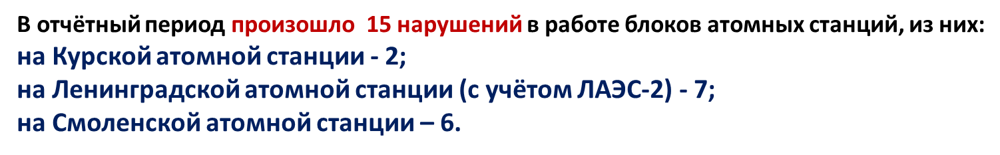 В отчётный период произошло 15 нарушений в работе блоков атомных станций, из них:
на Курской атомной станции - 2;
на Ленинградской атомной станции (с учётом ЛАЭС-2) - 7;
на Смоленской атомной станции – 6.